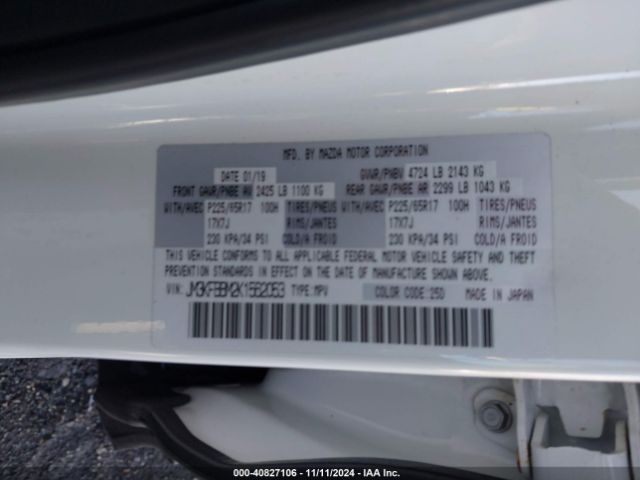 MFD. BY MAZDA MOTOR CORPORATION
DATE 01/19 GVWR/PNBV 4724 LB 2143 KG
FRONT GAWR/PNBE AV 2425 LB 1100 KG REAR GAWR/PNBE AR 2299 LB 1043 KG
WITH/AVEC P225/65R17 100H TIRES/PNEUS WITH/AVEC P225/65R17 100H TIRES/PNEUS
17X7J RIMS/JANTES 17X7J RIMS/JANTES
230 KPA/34 PSI COLD/A FROID 230 KPA/34 PSI COLD/A FROID
THIS VEHICLE CONFORMS TO ALL APPLICABLE FEDERAL MOTOR VEHICLE SAFETY AND THEFT
PREVENTION STANDARDS IN EFFECT ON THE DATE OF MANUFACTURE SHOWN ABOVE.
VIN: TYPE: MPV COLOR CODE: 25D MADE IN JAPAN
00-40827106 - 11/11/2024 - IAA Inc.